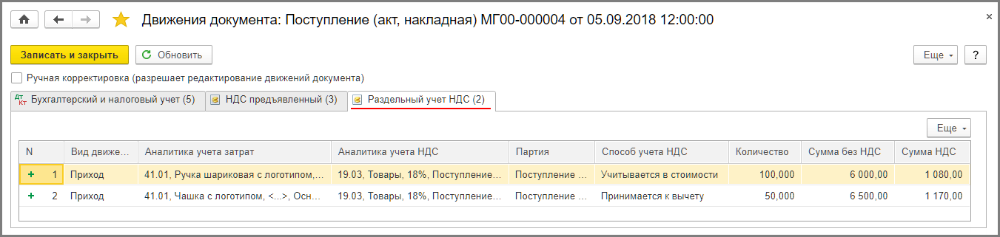 Движения документа: Поступление (акт, накладная) МГ00-000004 от 05.09.2018 12:00:00
Записать и закрыть Обновить Еще ?
Ручная корректировка (разрешает редактирование движений документа)
Дт Кт Бухгалтерский и налоговый учет (5) НДС предъявленный (3) Раздельный учет НДС (2)
Еще
N Вид движе... Аналитика учета затрат Аналитика учета НДС Партия Способ учета НДС Количество Сумма без НДС Сумма НДС
1 Приход 41.01, Ручка шариковая с логотипом,... 19.03, Товары, 18%, Поступление... Поступление ... Учитывается в стоимости 100,000 6 000,00 1 080,00
2 Приход 41.01, Чашка с логотипом, <...>, Осн... 19.03, Товары, 18%, Поступление... Поступление ... Принимается к вычету 50,000 6 500,00 1 170,00